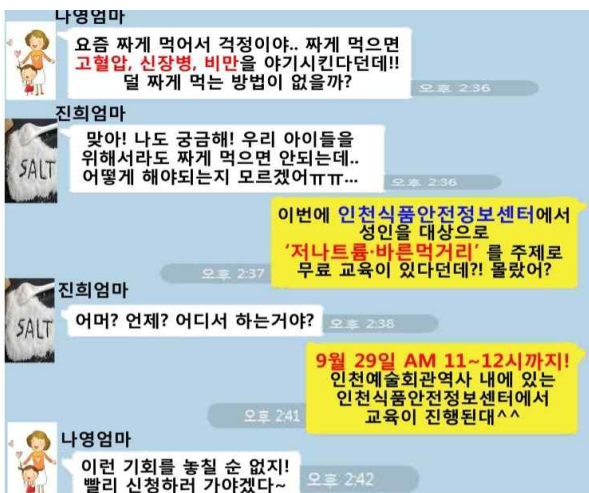 나영엄마
요즘 짜게 먹어서 걱정이야.. 짜게 먹으면
고혈압, 신장병, 비만을 야기시킨다던데!!
덜 짜게 먹는 방법이 없을까?
오후 2:36
진희엄마
SALT
맞아! 나도 궁금해! 우리 아이들을
위해서라도 짜게 먹으면 안되는데..
어떻게 해야되는지 모르겠어ㅠㅠ...
오후 2:36
이번에 인천식품안전정보센터에서
성인을 대상으로
‘저나트륨·바른먹거리’ 를 주제로
무료 교육이 있다던데?! 몰랐어?
오후 2:37
진희엄마
SALT
어머? 언제? 어디서 하는거야?
오후 2:38
9월 29일 AM 11~12시까지!
인천예술회관역사 내에 있는
인천식품안전정보센터에서
교육이 진행된대^^
오후 2:41
나영엄마
이런 기회를 놓칠 순 없지!
빨리 신청하러 가야겠다~
오후 2:42